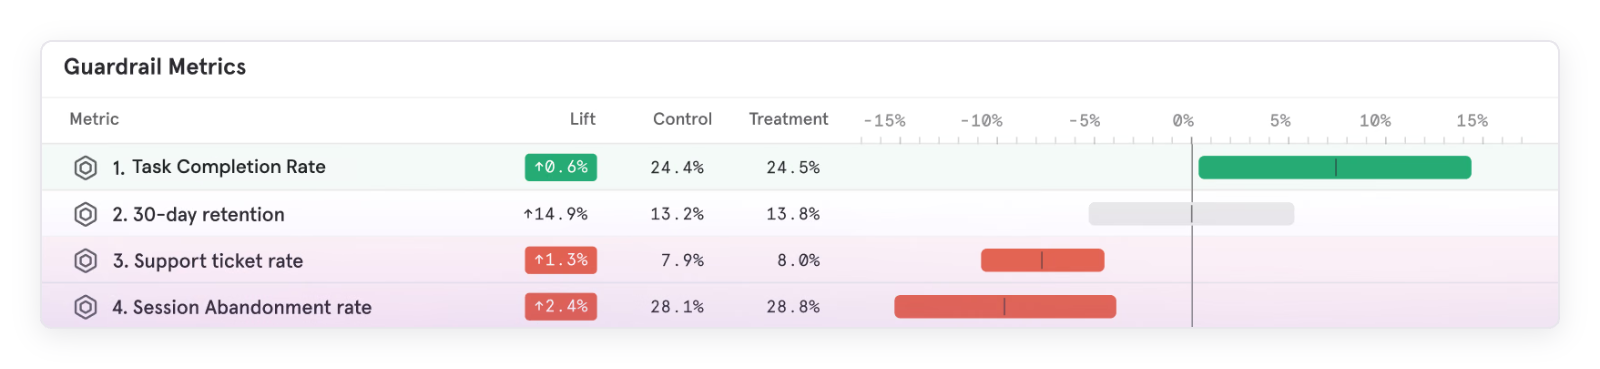 Guardrail Metrics
Metric Lift Control Treatment -15% -10% -5% 0% 5% 10% 15%
1. Task Completion Rate ↑0.6% 24.4% 24.5%
2. 30-day retention ↑14.9% 13.2% 13.8%
3. Support ticket rate ↑1.3% 7.9% 8.0%
4. Session Abandonment rate ↑2.4% 28.1% 28.8%